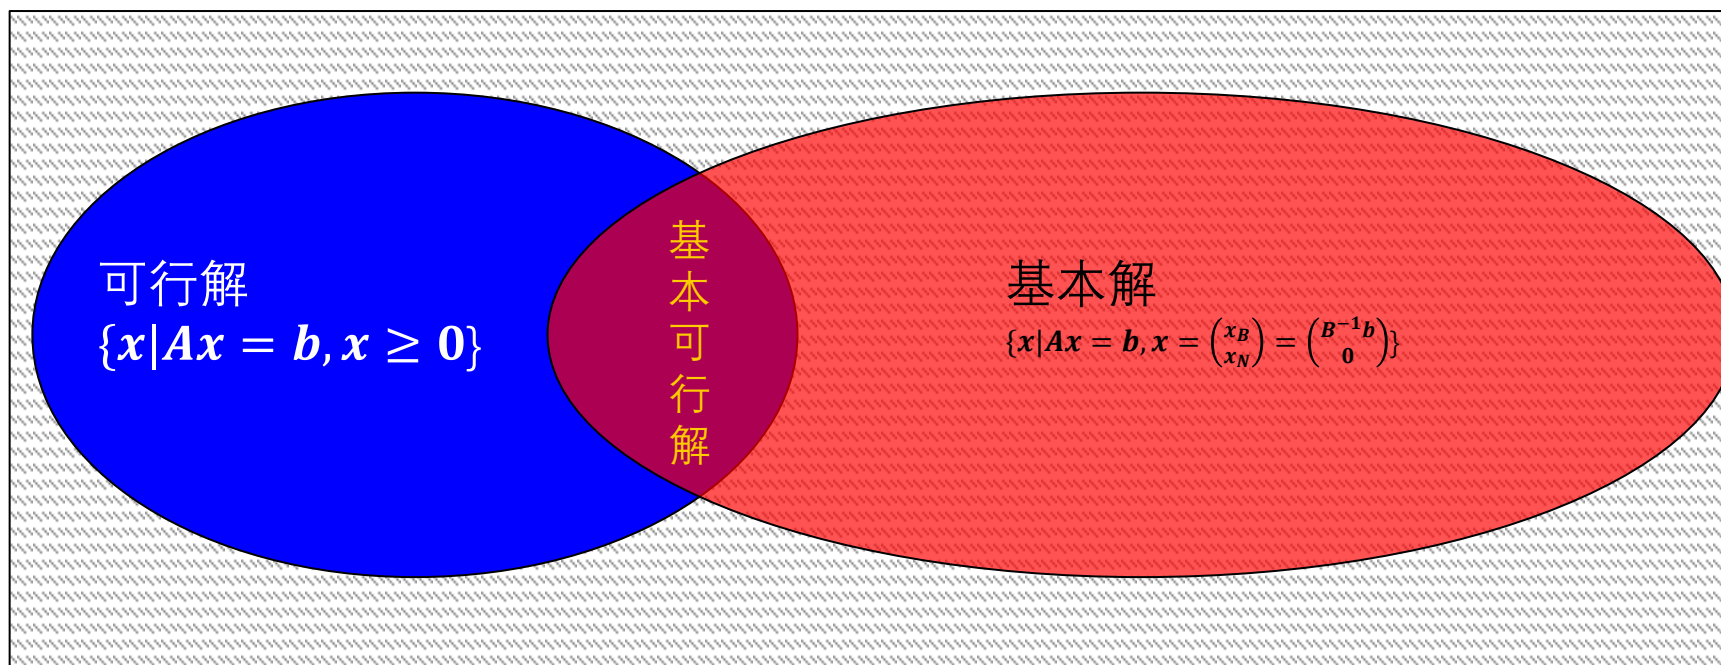 可行解
{x|Ax = b, x ≥ 0}
基本可行解
基本解
{x|Ax = b, x = (x_B x_N) = (B^{-1}b 0)}